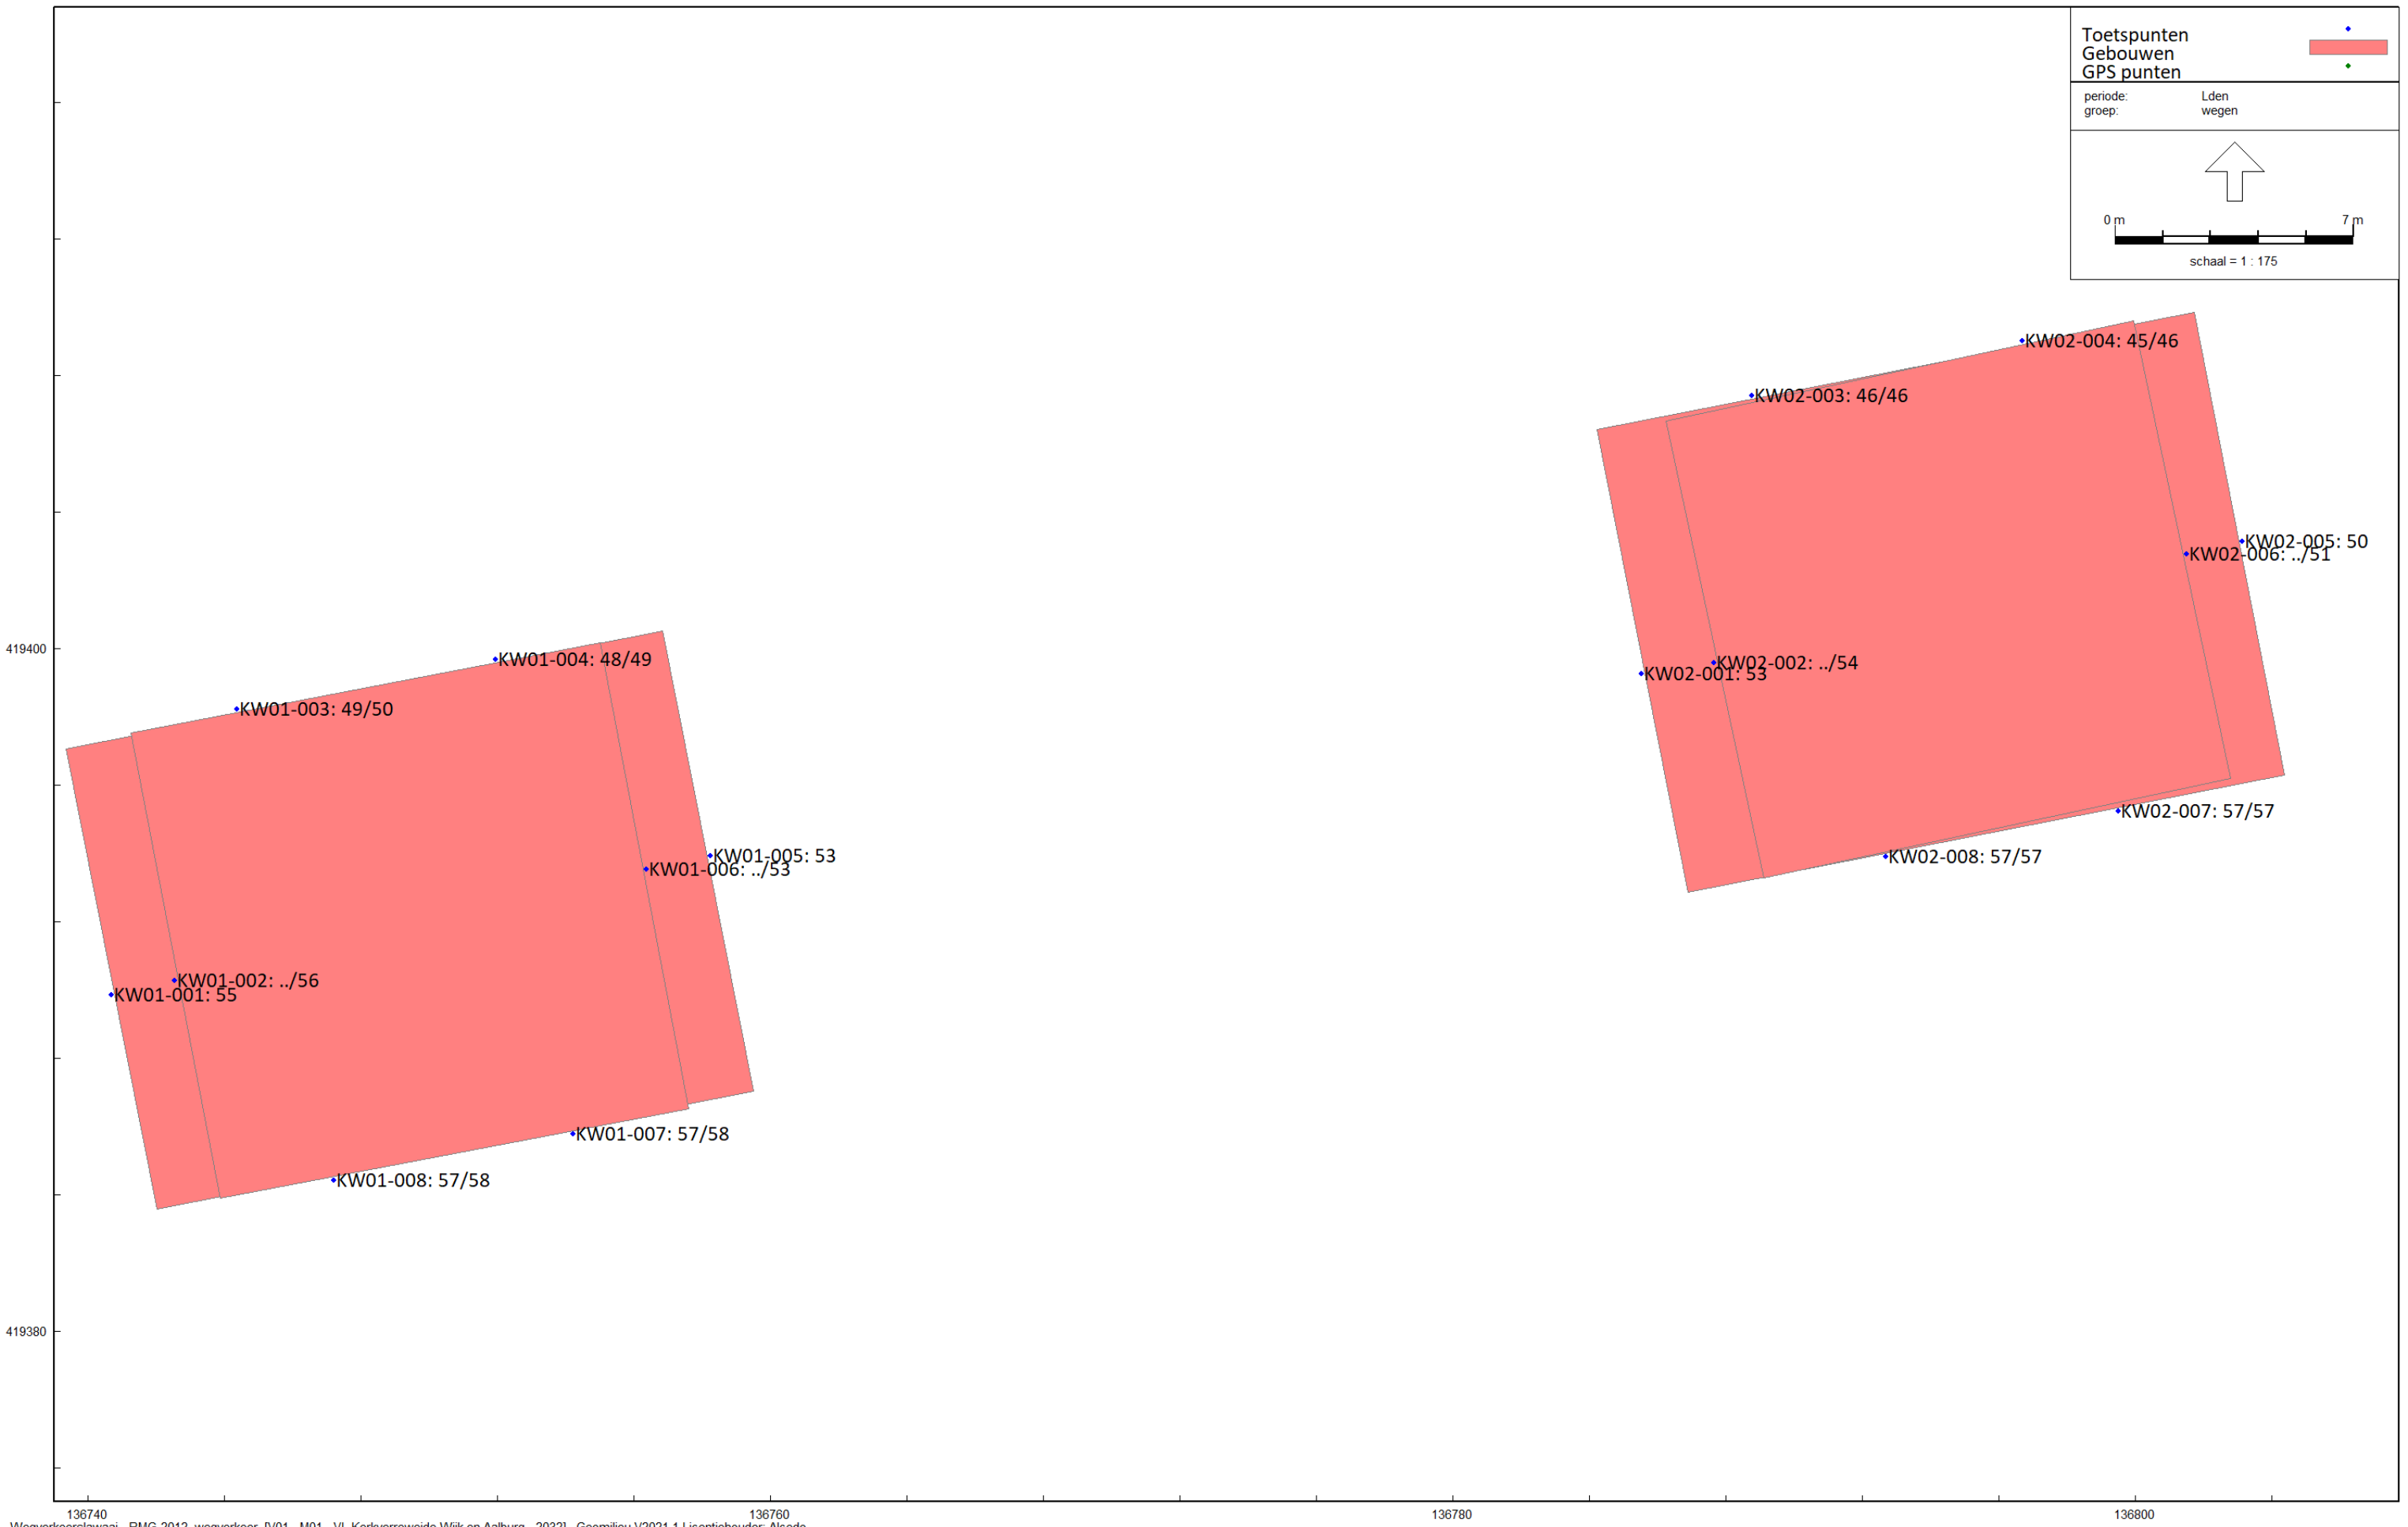 Toetspunten
Gebouwen
GPS punten
periode: Lden
groep: wegen
0 m 7 m
schaal = 1 : 175
KW02-004: 45/46
KW02-003: 46/46
KW02-005: 50
KW02-006: ../51
419400
KW01-004: 48/49
KW02-002: ../54
KW02-001: 53
KW01-003: 49/50
KW02-007: 57/57
KW01-005: 53
KW02-008: 57/57
KW01-006: ../53
KW01-002: ../56
KW01-001: 55
KW01-007: 57/58
KW01-008: 57/58
419380
136740 136760 136780 136800